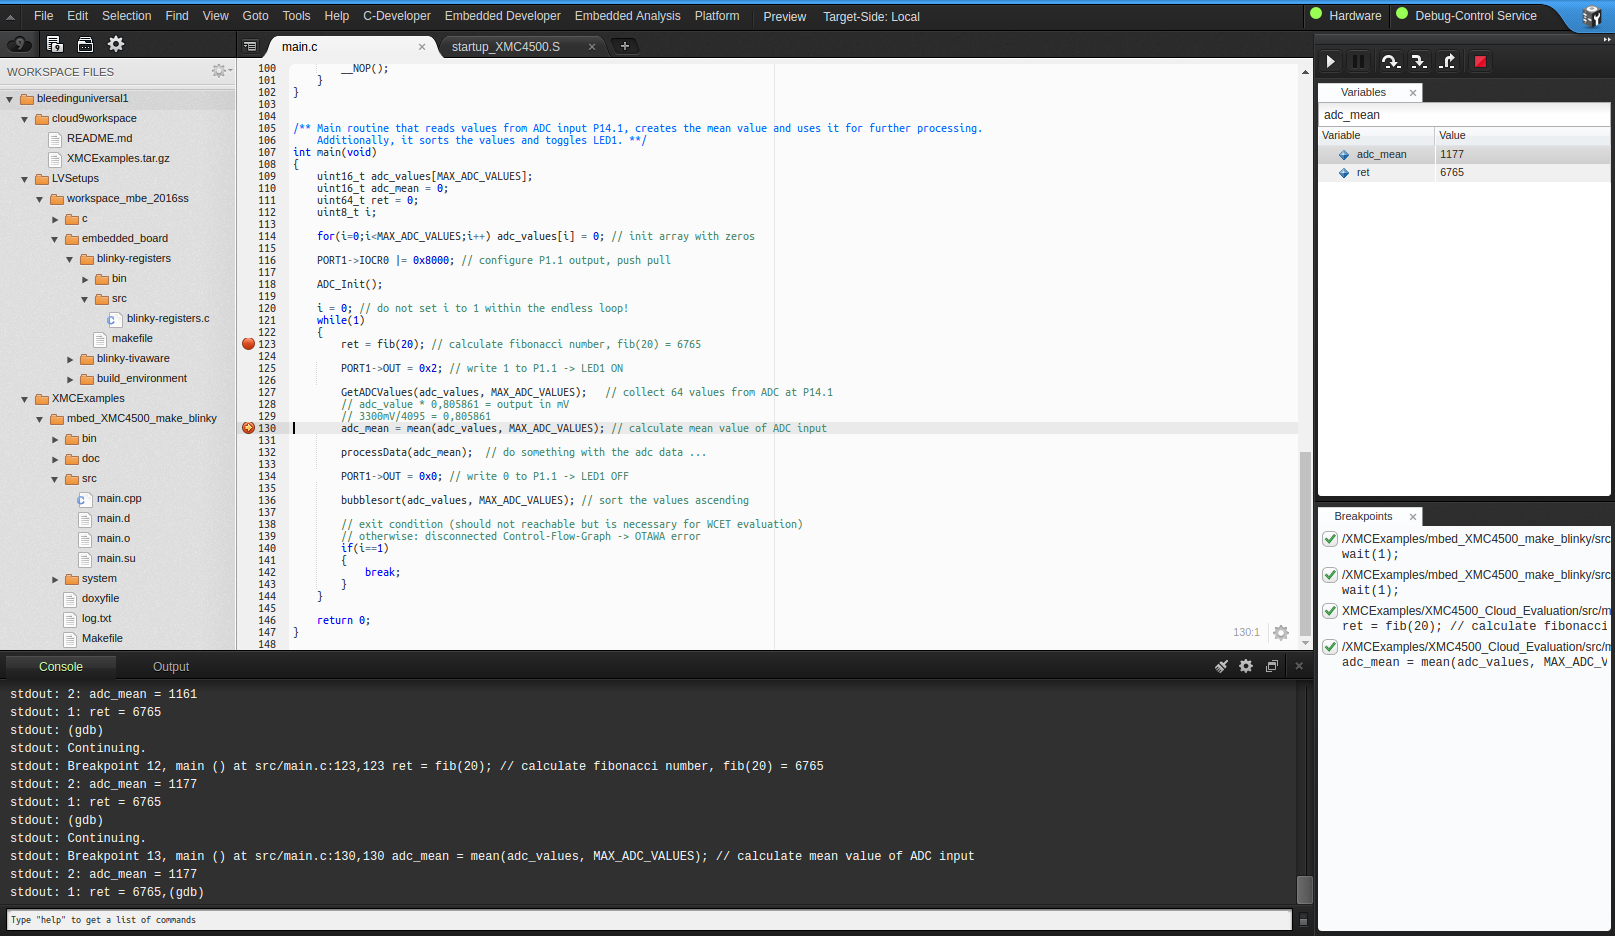 File Edit Selection Find View Goto Tools Help C-Developer Embedded Developer Embedded Analysis Platform Preview Target-Side: Local Hardware Debug-Control Service
main.c
startup_XMC4500.S
WORKSPACE FILES
bleedinguniversal1
cloud9workspace
README.md
XMCExamples.tar.gz
LVSetups
workspace_mbe_2016ss
c
embedded_board
blinky-registers
bin
src
blinky-registers.c
makefile
blinky-tivaware
build_environment
XMCExamples
mbed_XMC4500_make_blinky
bin
doc
src
main.cpp
main.d
main.o
main.su
system
doxyfile
log.txt
Makefile
100 __NOP();
101 }
102 }
103
104
105 /** Main routine that reads values from ADC input P14.1, creates the mean value and uses it for further processing.
106 Additionally, it sorts the values and toggles LED1. **/
107 int main(void)
108 {
109 uint16_t adc_values[MAX_ADC_VALUES];
110 uint16_t adc_mean = 0;
111 uint64_t ret = 0;
112 uint8_t i;
113
114 for(i=0;i<MAX_ADC_VALUES;i++) adc_values[i] = 0; // init array with zeros
115
116 PORT1->IOCR0 |= 0x8000; // configure P1.1 output, push pull
117
118 ADC_Init();
119
120 i = 0; // do not set i to 1 within the endless loop!
121 while(1)
122 {
123 ret = fib(20); // calculate fibonacci number, fib(20) = 6765
124
125 PORT1->OUT = 0x2; // write 1 to P1.1 -> LED1 ON
126
127 GetADCValues(adc_values, MAX_ADC_VALUES); // collect 64 values from ADC at P14.1
128 // adc_value * 0,805861 = output in mV
129 // 3300mV/4095 = 0,805861
130 adc_mean = mean(adc_values, MAX_ADC_VALUES); // calculate mean value of ADC input
131
132 processData(adc_mean); // do something with the adc data ...
133
134 PORT1->OUT = 0x0; // write 0 to P1.1 -> LED1 OFF
135
136 bubblesort(adc_values, MAX_ADC_VALUES); // sort the values ascending
137
138 // exit condition (should not reachable but is necessary for WCET evaluation)
139 // otherwise: disconnected Control-Flow-Graph -> OTAWA error
140 if(i==1)
141 {
142 break;
143 }
144 }
145
146 return 0;
147 }
148
130:1
Variables
adc_mean
Variable Value
adc_mean 1177
ret 6765
Breakpoints
/XMCExamples/mbed_XMC4500_make_blinky/src
wait(1);
/XMCExamples/mbed_XMC4500_make_blinky/src
wait(1);
XMCExamples/XMC4500_Cloud_Evaluation/src/m
ret = fib(20); // calculate fibonacci
/XMCExamples/XMC4500_Cloud_Evaluation/src/m
adc_mean = mean(adc_values, MAX_ADC_V
Console Output
stdout: 2: adc_mean = 1161
stdout: 1: ret = 6765
stdout: (gdb)
stdout: Continuing.
stdout: Breakpoint 12, main () at src/main.c:123,123 ret = fib(20); // calculate fibonacci number, fib(20) = 6765
stdout: 2: adc_mean = 1177
stdout: 1: ret = 6765
stdout: (gdb)
stdout: Continuing.
stdout: Breakpoint 13, main () at src/main.c:130,130 adc_mean = mean(adc_values, MAX_ADC_VALUES); // calculate mean value of ADC input
stdout: 2: adc_mean = 1177
stdout: 1: ret = 6765,(gdb)
Type "help" to get a list of commands